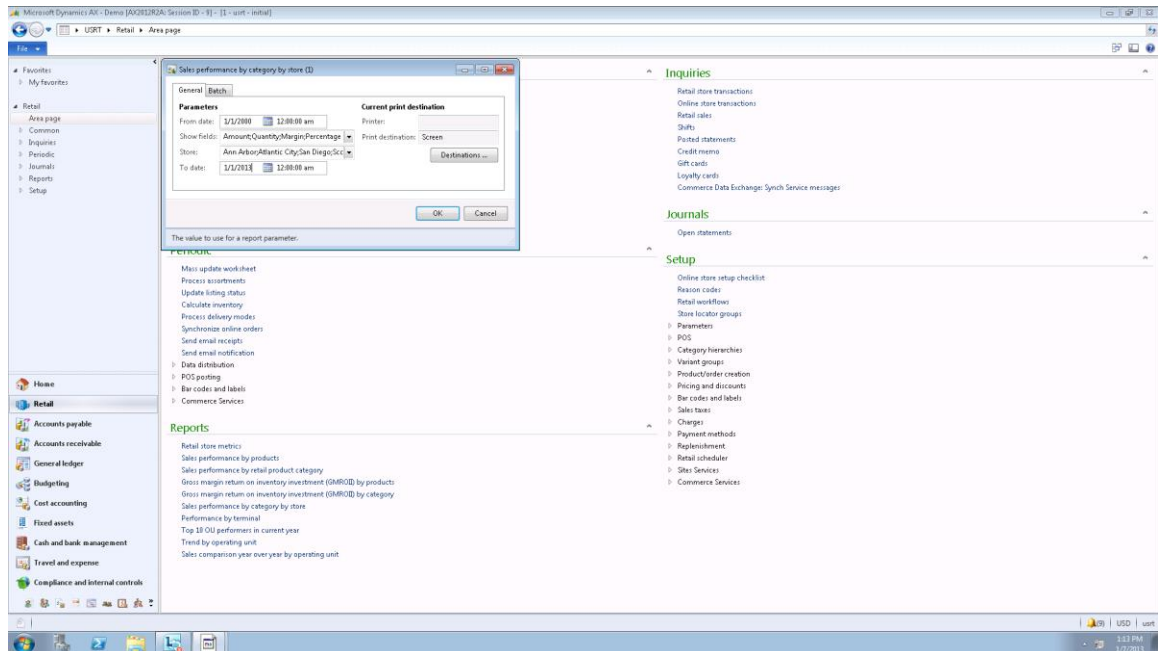 Microsoft Dynamics AX - Demo [AX2012R2A: Session ID - 9] - [1 - usrt - initial]
USRT ▸ Retail ▸ Area page
File
Favorites
My favorites
Retail
Area page
Common
Inquiries
Periodic
Journals
Reports
Setup
Home
Retail
Accounts payable
Accounts receivable
General ledger
Budgeting
Cost accounting
Fixed assets
Cash and bank management
Travel and expense
Compliance and internal controls
Sales performance by category by store (1)
General Batch
Parameters
From date: 1/1/2000 12:00:00 am
Show fields: Amount;Quantity;Margin;Percentage
Store: Ann Arbor;Atlantic City;San Diego;Scc
To date: 1/1/2013 12:00:00 am
Current print destination
Printer:
Print destination: Screen
Destinations ...
OK Cancel
The value to use for a report parameter.
Periodic
Mass update worksheet
Process assortments
Update listing status
Calculate inventory
Process delivery modes
Synchronize online orders
Send email receipts
Send email notification
Data distribution
POS posting
Bar codes and labels
Commerce Services
Reports
Retail store metrics
Sales performance by products
Sales performance by retail product category
Gross margin return on inventory investment (GMROII) by products
Gross margin return on inventory investment (GMROII) by category
Sales performance by category by store
Performance by terminal
Top 10 OU performers in current year
Trend by operating unit
Sales comparison year over year by operating unit
Inquiries
Retail store transactions
Online store transactions
Retail sales
Shifts
Posted statements
Credit memo
Gift cards
Loyalty cards
Commerce Data Exchange: Synch Service messages
Journals
Open statements
Setup
Online store setup checklist
Reason codes
Retail workflows
Store locator groups
Parameters
POS
Category hierarchies
Variant groups
Product/order creation
Pricing and discounts
Bar codes and labels
Sales taxes
Charges
Payment methods
Replenishment
Retail scheduler
Sites Services
Commerce Services
(9) USD usrt
1:13 PM
1/7/2013